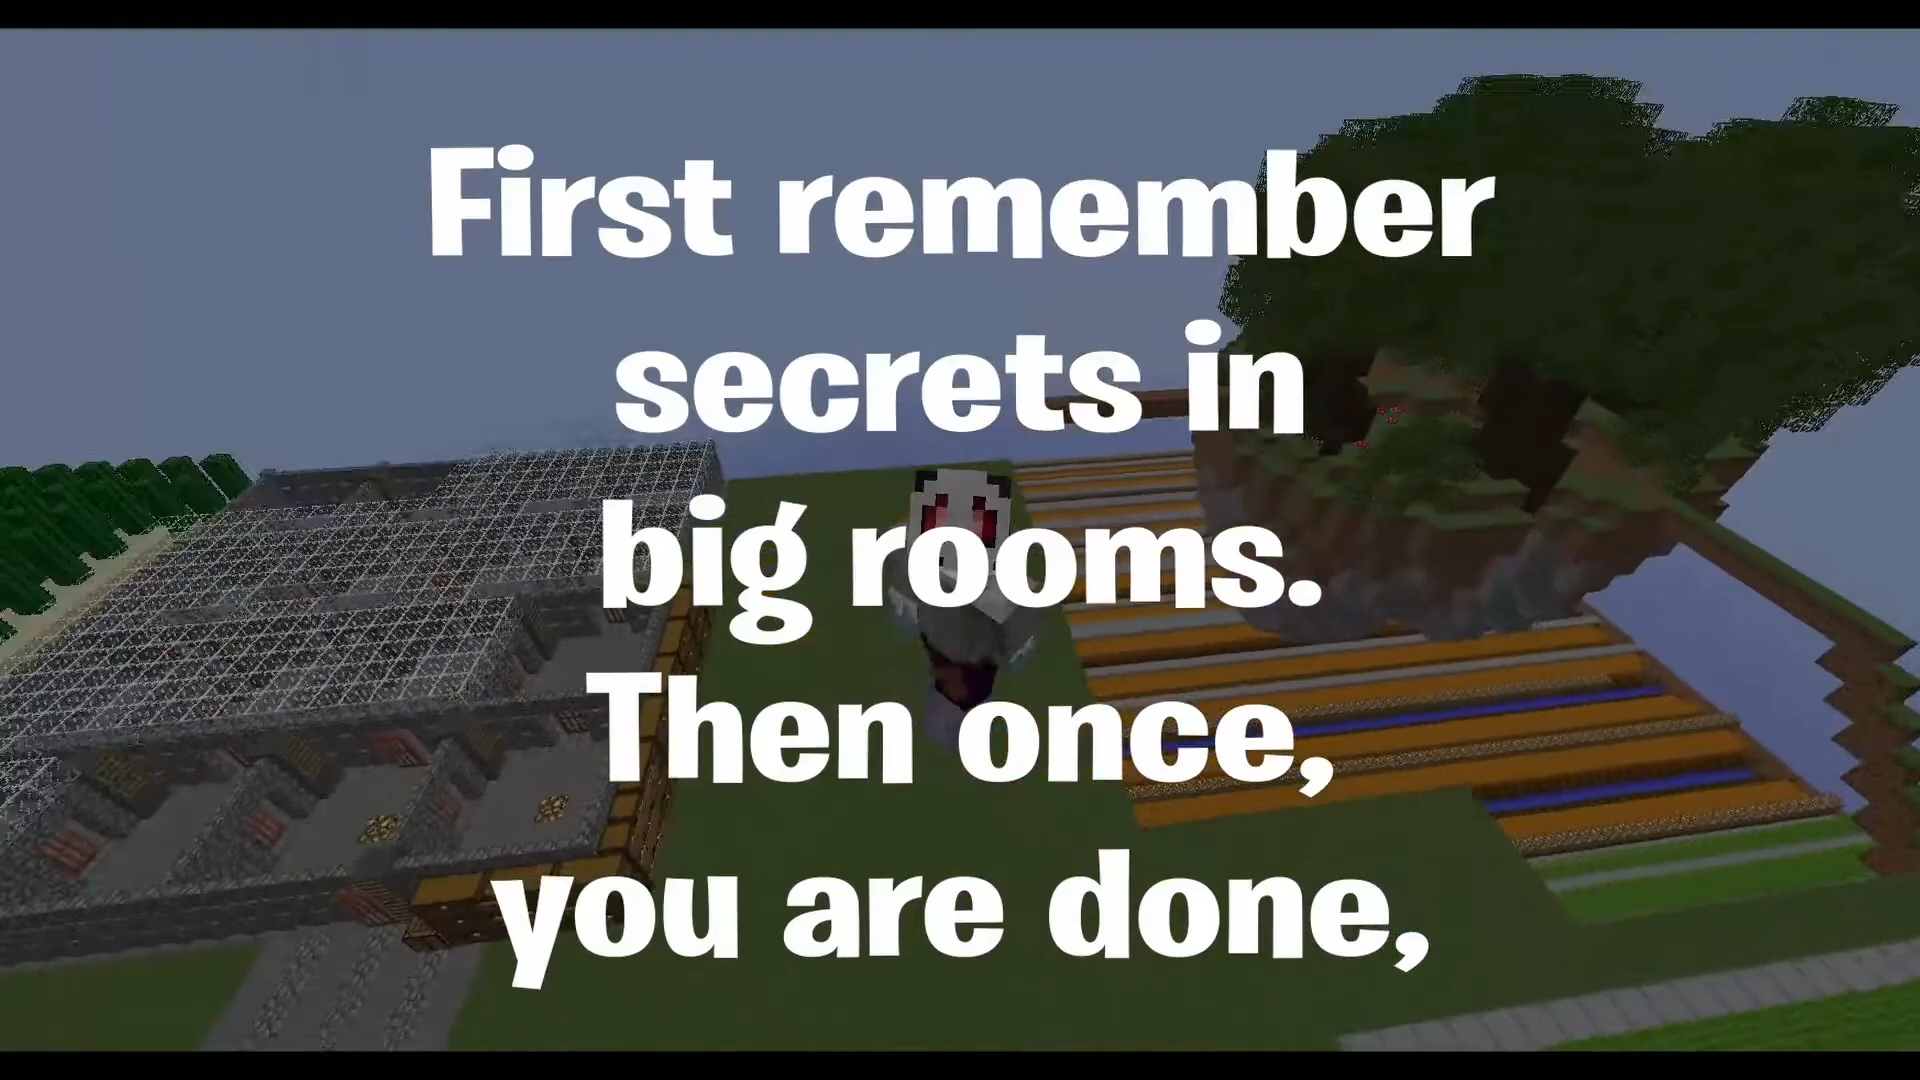 First remember
secrets in
big rooms.
Then once,
you are done,